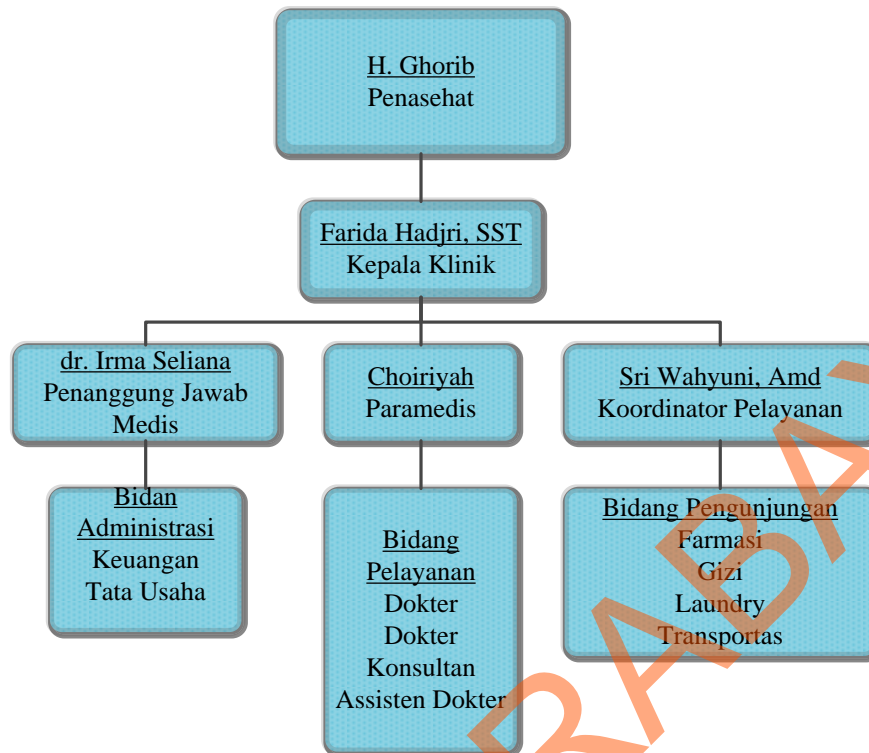 H. Ghorib
Penasehat
Farida Hadjri, SST
Kepala Klinik
dr. Irma Seliana
Penanggung Jawab
Medis
Choiriyah
Paramedis
Sri Wahyuni, Amd
Koordinator Pelayanan
Bidan
Administrasi
Keuangan
Tata Usaha
Bidang
Pelayanan
Dokter
Dokter
Konsultan
Assisten Dokter
Bidang Pengunjungan
Farmasi
Gizi
Laundry
Transportas
RABAY